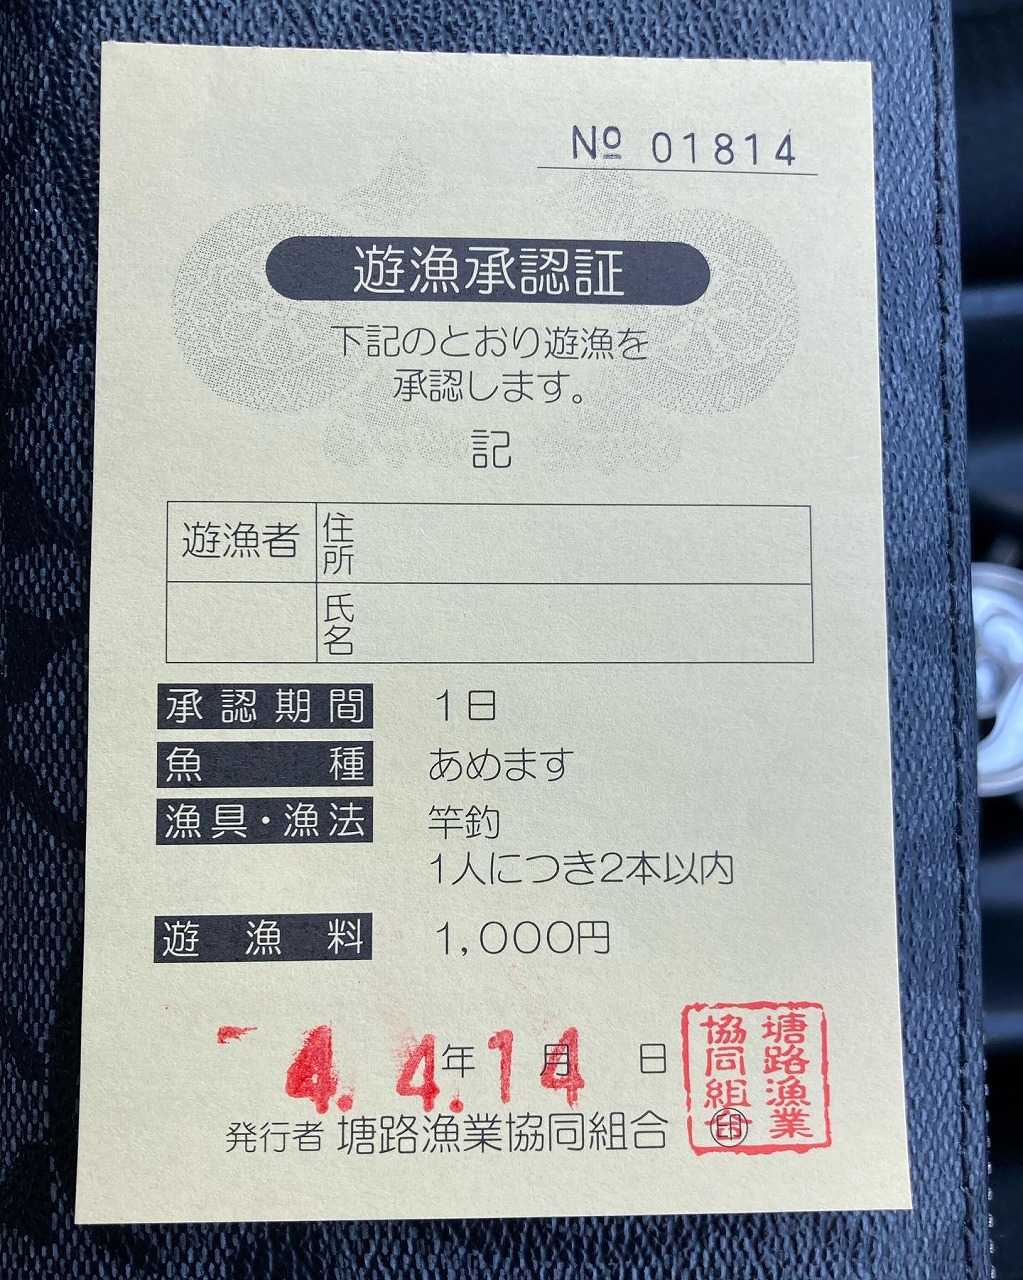 № 01814
遊漁承認証
下記のとおり遊漁を
承認します。
記
遊漁者 住所
氏名
承認期間 1日
魚種 あめます
漁具・漁法 竿釣
1人につき2本以内
遊漁料 1,000円
4.4.14
年 月 日
発行者 塘路漁業協同組合 印
塘路漁業
協同組合